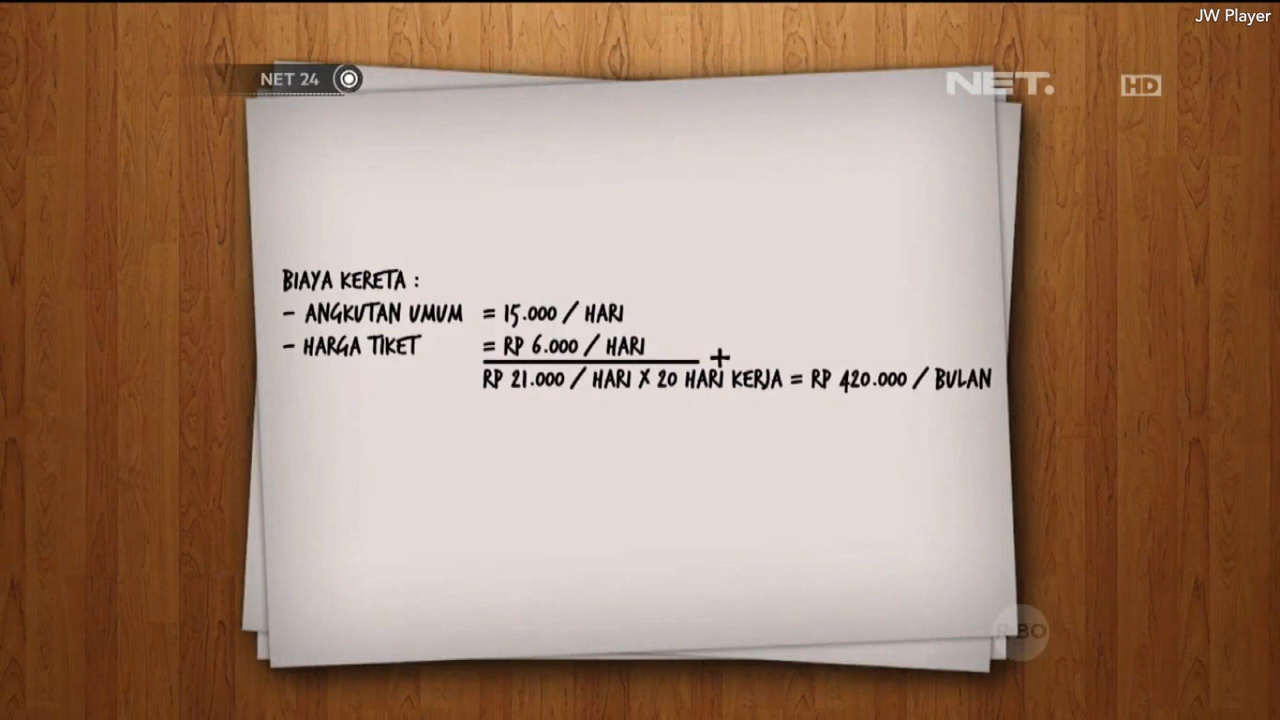 JW Player
NET 24
NET.
HD
BIAYA KERETA :
- ANGKUTAN UMUM = 15.000 / HARI
- HARGA TIKET = RP 6.000 / HARI
+
RP 21.000 / HARI X 20 HARI KERJA = RP 420.000 / BULAN